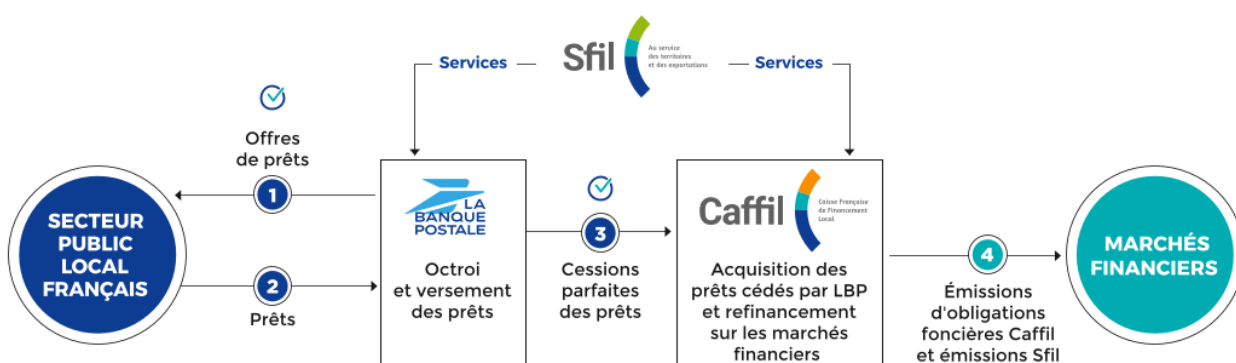 Services
Sfil
Au service
des territoires
et des exportations
Services
Offres
de prêts
1
SECTEUR
PUBLIC
LOCAL
FRANÇAIS
2
Prêts
LA
BANQUE
POSTALE
Octroi
et versement
des prêts
3
Cessions
parfaites
des prêts
Caffil
Caisse Française
de Financement
Local
Acquisition des
prêts cédés par LBP
et refinancement
sur les marchés
financiers
4
Émissions
d'obligations
foncières Caffil
et émissions Sfil
MARCHÉS
FINANCIERS